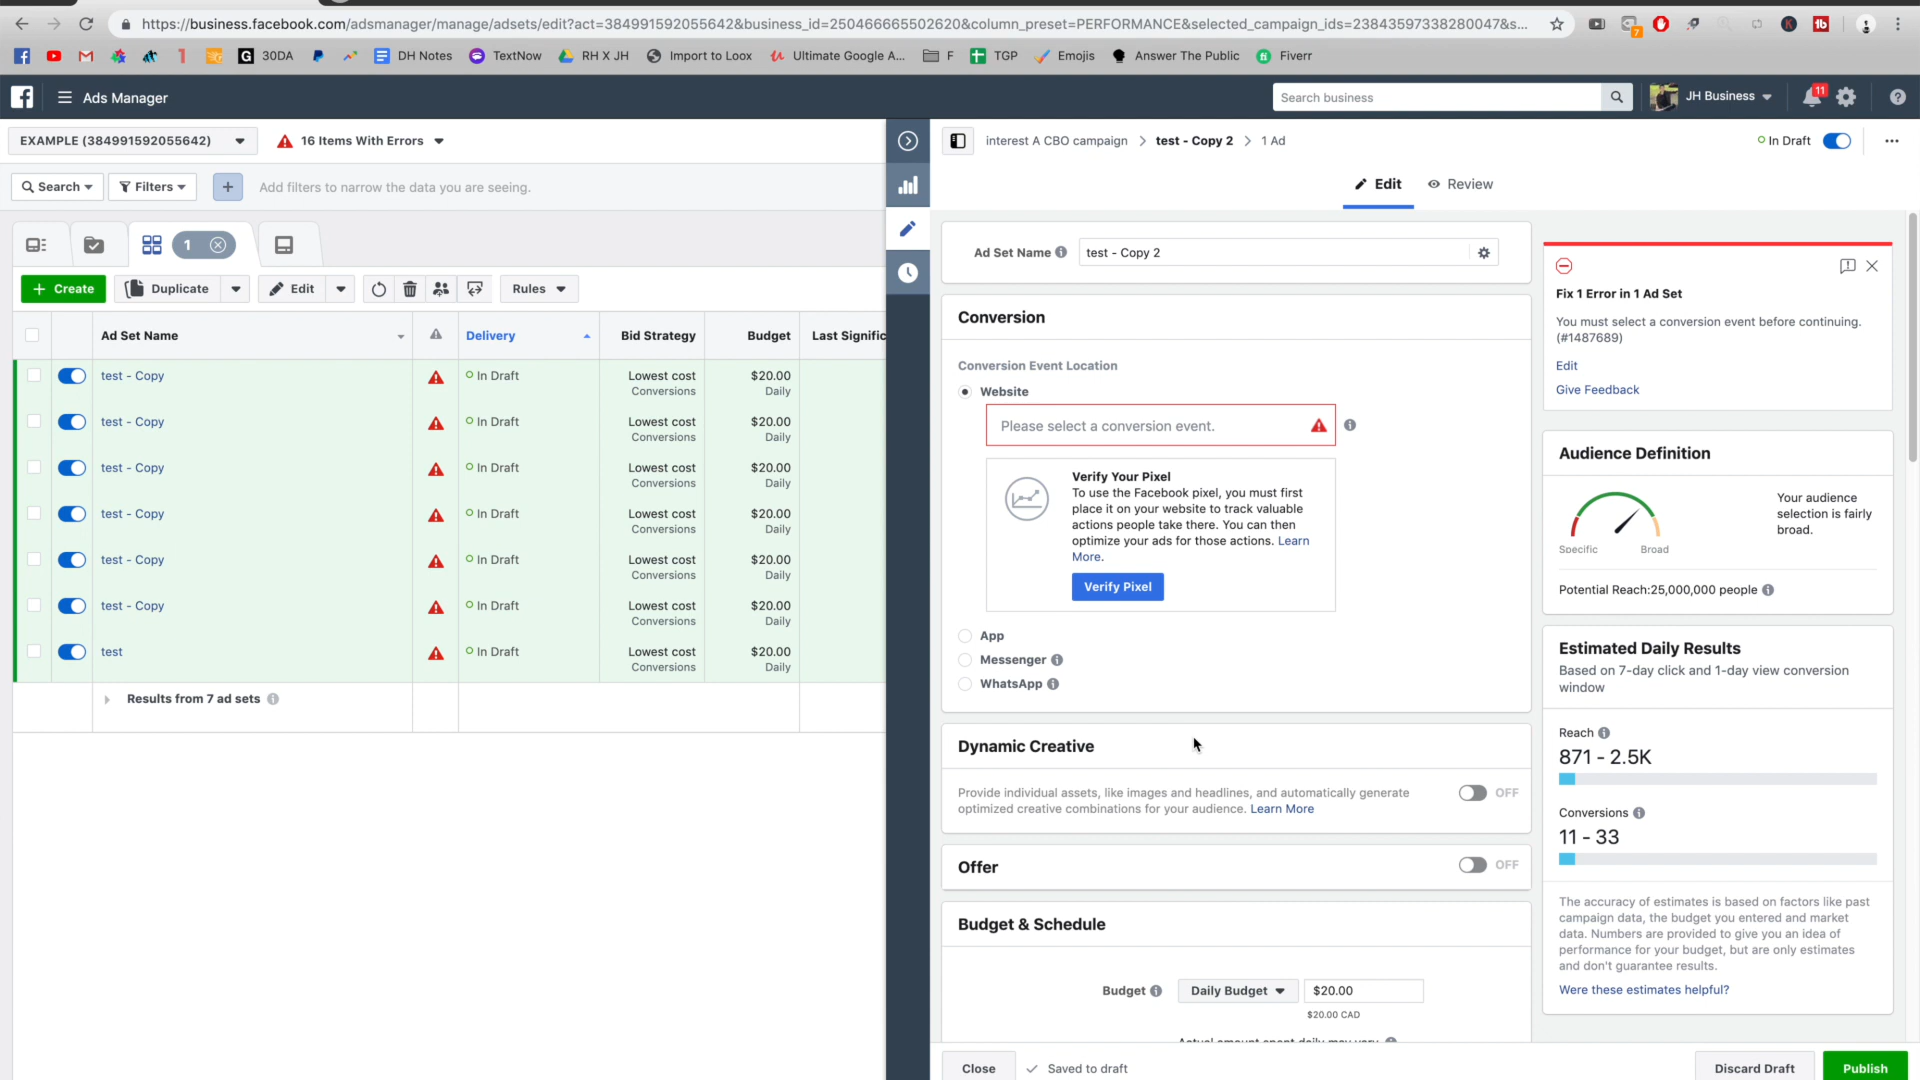 https://business.facebook.com/adsmanager/manage/adsets/edit?act=384991592055642&business_id=250466665502620&column_preset=PERFORMANCE&selected_campaign_ids=23843597338280047&s...
7
30DA
DH Notes
TextNow
RH X JH
Import to Loox
Ultimate Google A...
F
TGP
Emojis
Answer The Public
Fiverr
Ads Manager
Search business
JH Business
11
EXAMPLE (384991592055642)
16 Items With Errors
interest A CBO campaign
test - Copy 2
1 Ad
In Draft
Search
Filters
Add filters to narrow the data you are seeing.
Edit
Review
1
Ad Set Name
test - Copy 2
Create
Duplicate
Edit
Rules
Ad Set Name
Delivery
Bid Strategy
Budget
Last Signific
test - Copy
In Draft
Lowest cost
Conversions
$20.00
Daily
test - Copy
In Draft
Lowest cost
Conversions
$20.00
Daily
test - Copy
In Draft
Lowest cost
Conversions
$20.00
Daily
test - Copy
In Draft
Lowest cost
Conversions
$20.00
Daily
test - Copy
In Draft
Lowest cost
Conversions
$20.00
Daily
test - Copy
In Draft
Lowest cost
Conversions
$20.00
Daily
test
In Draft
Lowest cost
Conversions
$20.00
Daily
Results from 7 ad sets
Conversion
Conversion Event Location
Website
Please select a conversion event.
Verify Your Pixel
To use the Facebook pixel, you must first
place it on your website to track valuable
actions people take there. You can then
optimize your ads for those actions. Learn
More.
Verify Pixel
App
Messenger
WhatsApp
Dynamic Creative
Provide individual assets, like images and headlines, and automatically generate
optimized creative combinations for your audience. Learn More
OFF
Offer
OFF
Budget & Schedule
Budget
Daily Budget
$20.00
$20.00 CAD
Actual amount spent daily may vary.
Close
Saved to draft
Discard Draft
Publish
Fix 1 Error in 1 Ad Set
You must select a conversion event before continuing.
(#1487689)
Edit
Give Feedback
Audience Definition
Your audience
selection is fairly
broad.
Specific
Broad
Potential Reach:25,000,000 people
Estimated Daily Results
Based on 7-day click and 1-day view conversion
window
Reach
871 - 2.5K
Conversions
11 - 33
The accuracy of estimates is based on factors like past
campaign data, the budget you entered and market
data. Numbers are provided to give you an idea of
performance for your budget, but are only estimates
and don't guarantee results.
Were these estimates helpful?